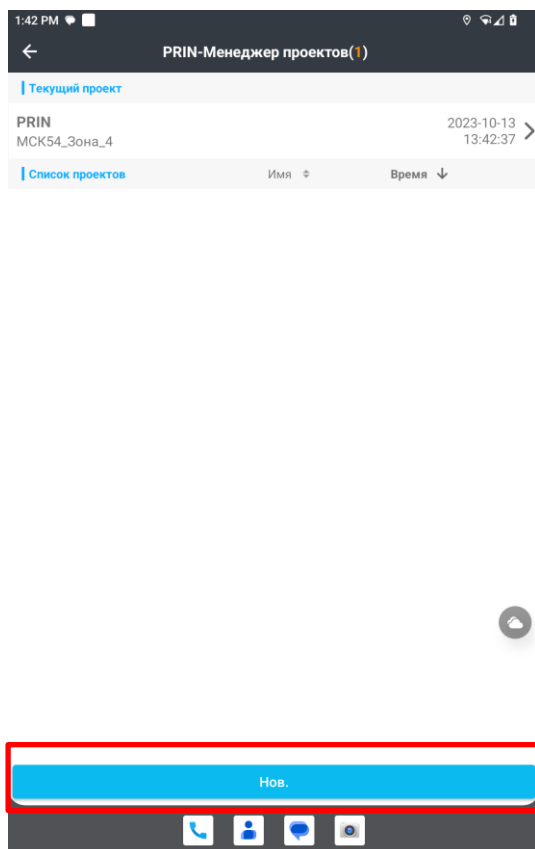 1:42 PM
PRIN-Менеджер проектов(1)
Текущий проект
PRIN
2023-10-13
МСК54_Зона_4
13:42:37
Список проектов Имя Время
Нов.